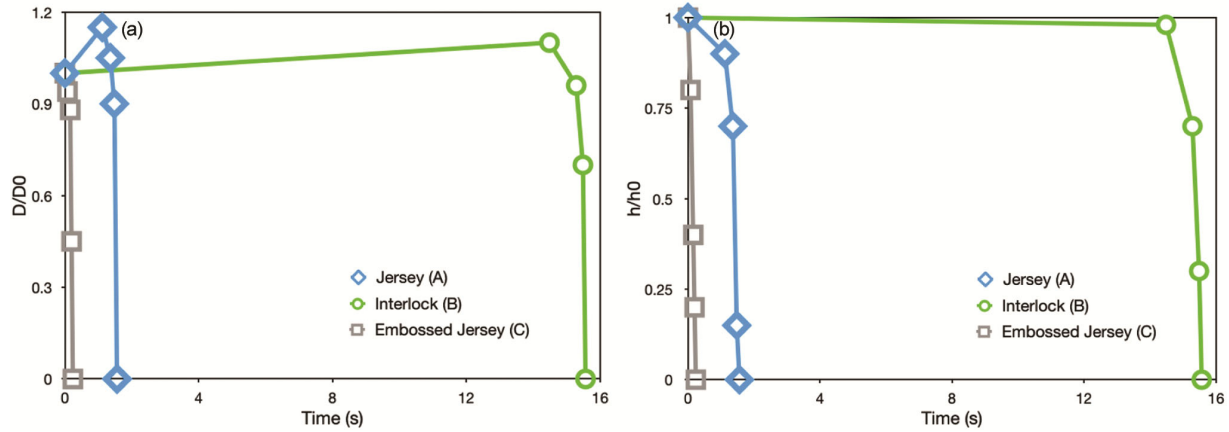 (a)
1.2
0.9
0.6
0.3
0
D/D0
Jersey (A)
Interlock (B)
Embossed Jersey (C)
0 4 8 12 16
Time (s)
(b)
1
0.75
0.5
0.25
0
h/h0
Jersey (A)
Interlock (B)
Embossed Jersey (C)
0 4 8 12 16
Time (s)